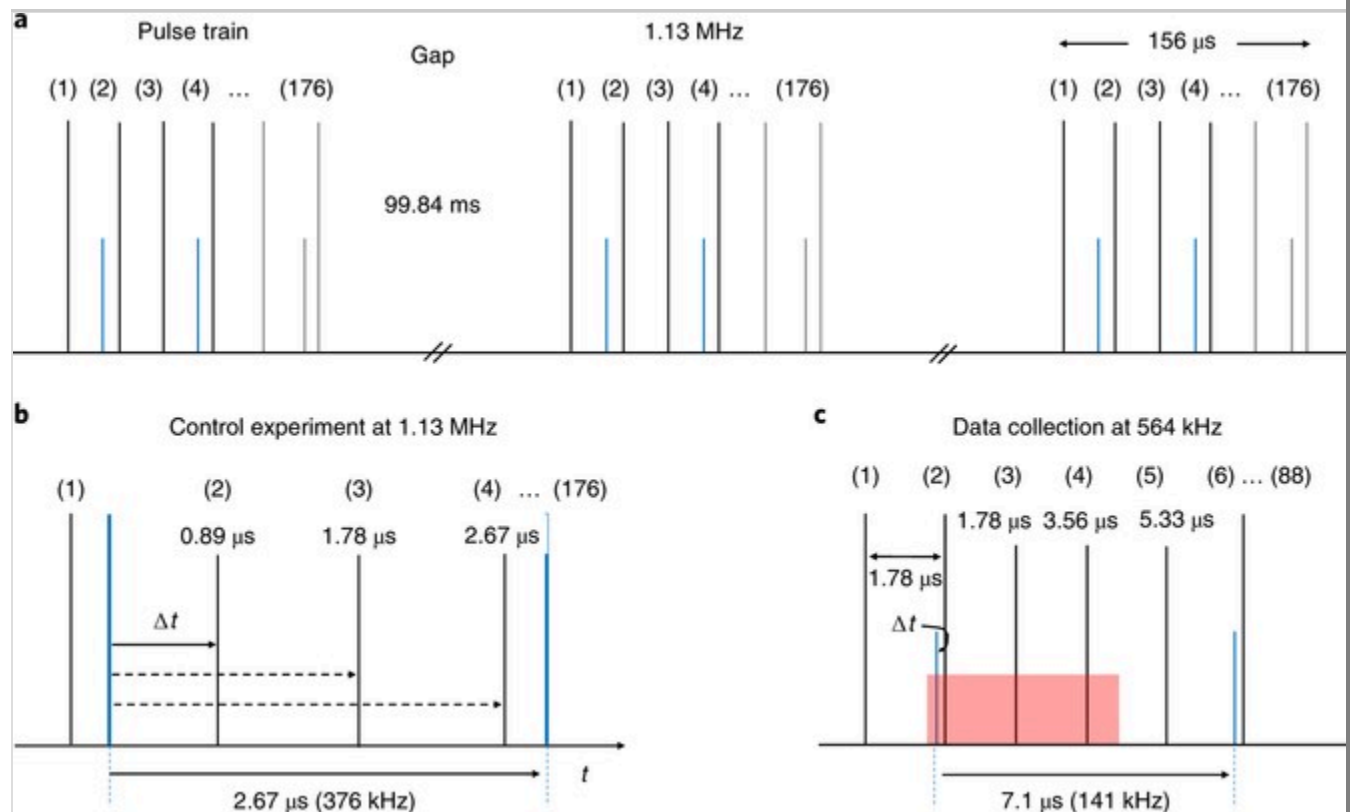 a
Pulse train
Gap
1.13 MHz
156 μs
(1) (2) (3) (4) ... (176)
(1) (2) (3) (4) ... (176)
(1) (2) (3) (4) ... (176)
99.84 ms
b
Control experiment at 1.13 MHz
(1) (2) (3) (4) ... (176)
0.89 μs 1.78 μs 2.67 μs
Δt
t
2.67 μs (376 kHz)
c
Data collection at 564 kHz
(1) (2) (3) (4) (5) (6) ... (88)
1.78 μs 3.56 μs 5.33 μs
1.78 μs
Δt
7.1 μs (141 kHz)